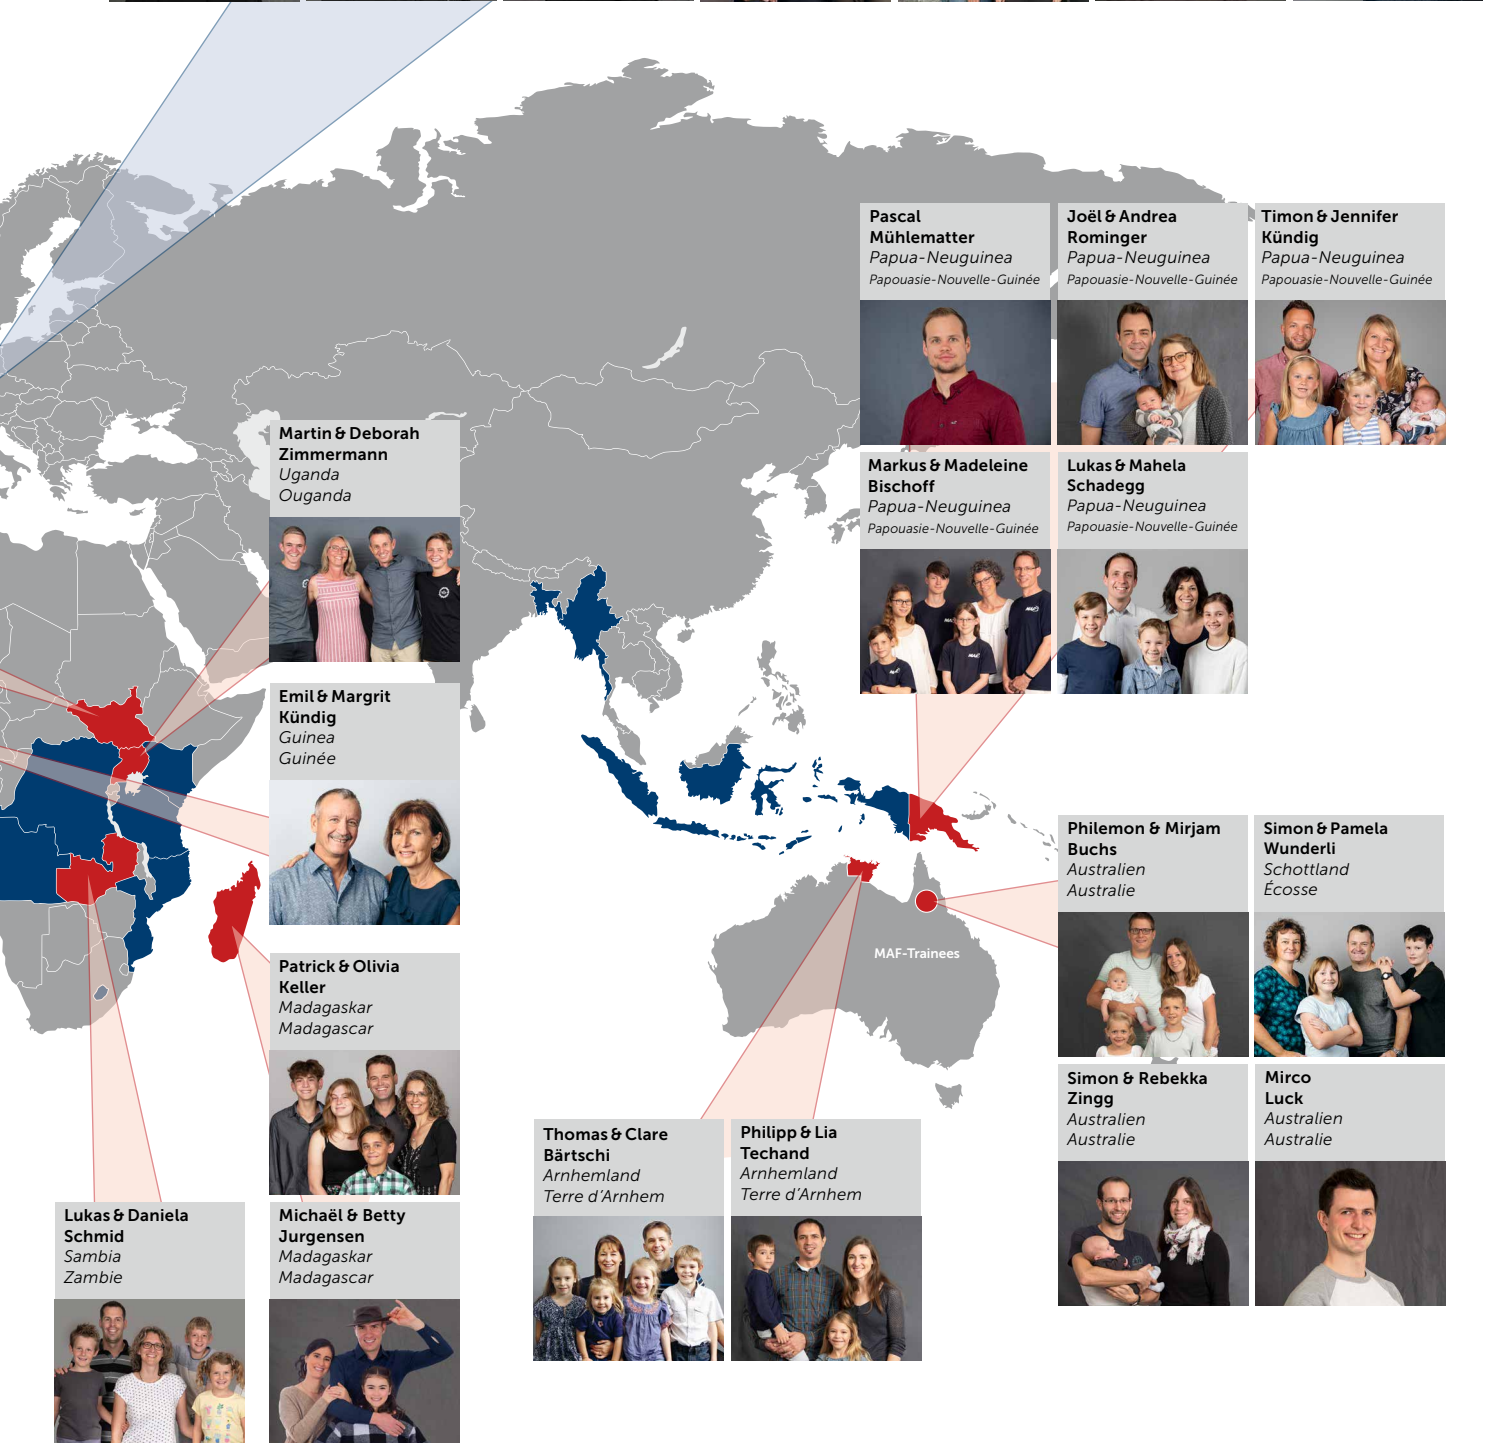 Pascal
Mühlematter
Papua-Neuguinea
Papouasie-Nouvelle-Guinée
Joël & Andrea
Rominger
Papua-Neuguinea
Papouasie-Nouvelle-Guinée
Timon & Jennifer
Kündig
Papua-Neuguinea
Papouasie-Nouvelle-Guinée
Martin & Deborah
Zimmermann
Uganda
Ouganda
Markus & Madeleine
Bischoff
Papua-Neuguinea
Papouasie-Nouvelle-Guinée
Lukas & Mahela
Schadegg
Papua-Neuguinea
Papouasie-Nouvelle-Guinée
Emil & Margrit
Kündig
Guinea
Guinée
Philemon & Mirjam
Buchs
Australien
Australie
Simon & Pamela
Wunderli
Schottland
Écosse
MAF-Trainees
Patrick & Olivia
Keller
Madagaskar
Madagascar
Simon & Rebekka
Zingg
Australien
Australie
Mirco
Luck
Australien
Australie
Thomas & Clare
Bärtschi
Arnhemland
Terre d'Arnhem
Philipp & Lia
Techand
Arnhemland
Terre d'Arnhem
Lukas & Daniela
Schmid
Sambia
Zambie
Michaël & Betty
Jurgensen
Madagaskar
Madagascar